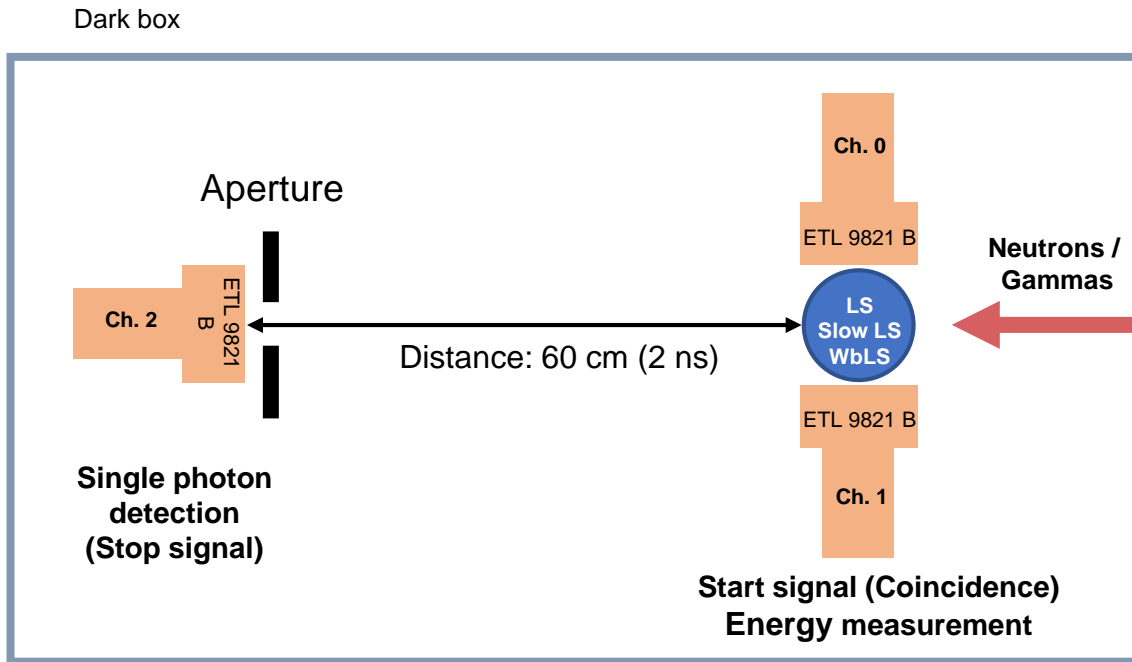 Dark box
Ch. 0
ETL 9821 B
Aperture
Neutrons /
Gammas
ETL 9821
B
Ch. 2
LS
Slow LS
WbLS
Distance: 60 cm (2 ns)
ETL 9821 B
Ch. 1
Single photon
detection
(Stop signal)
Start signal (Coincidence)
Energy measurement